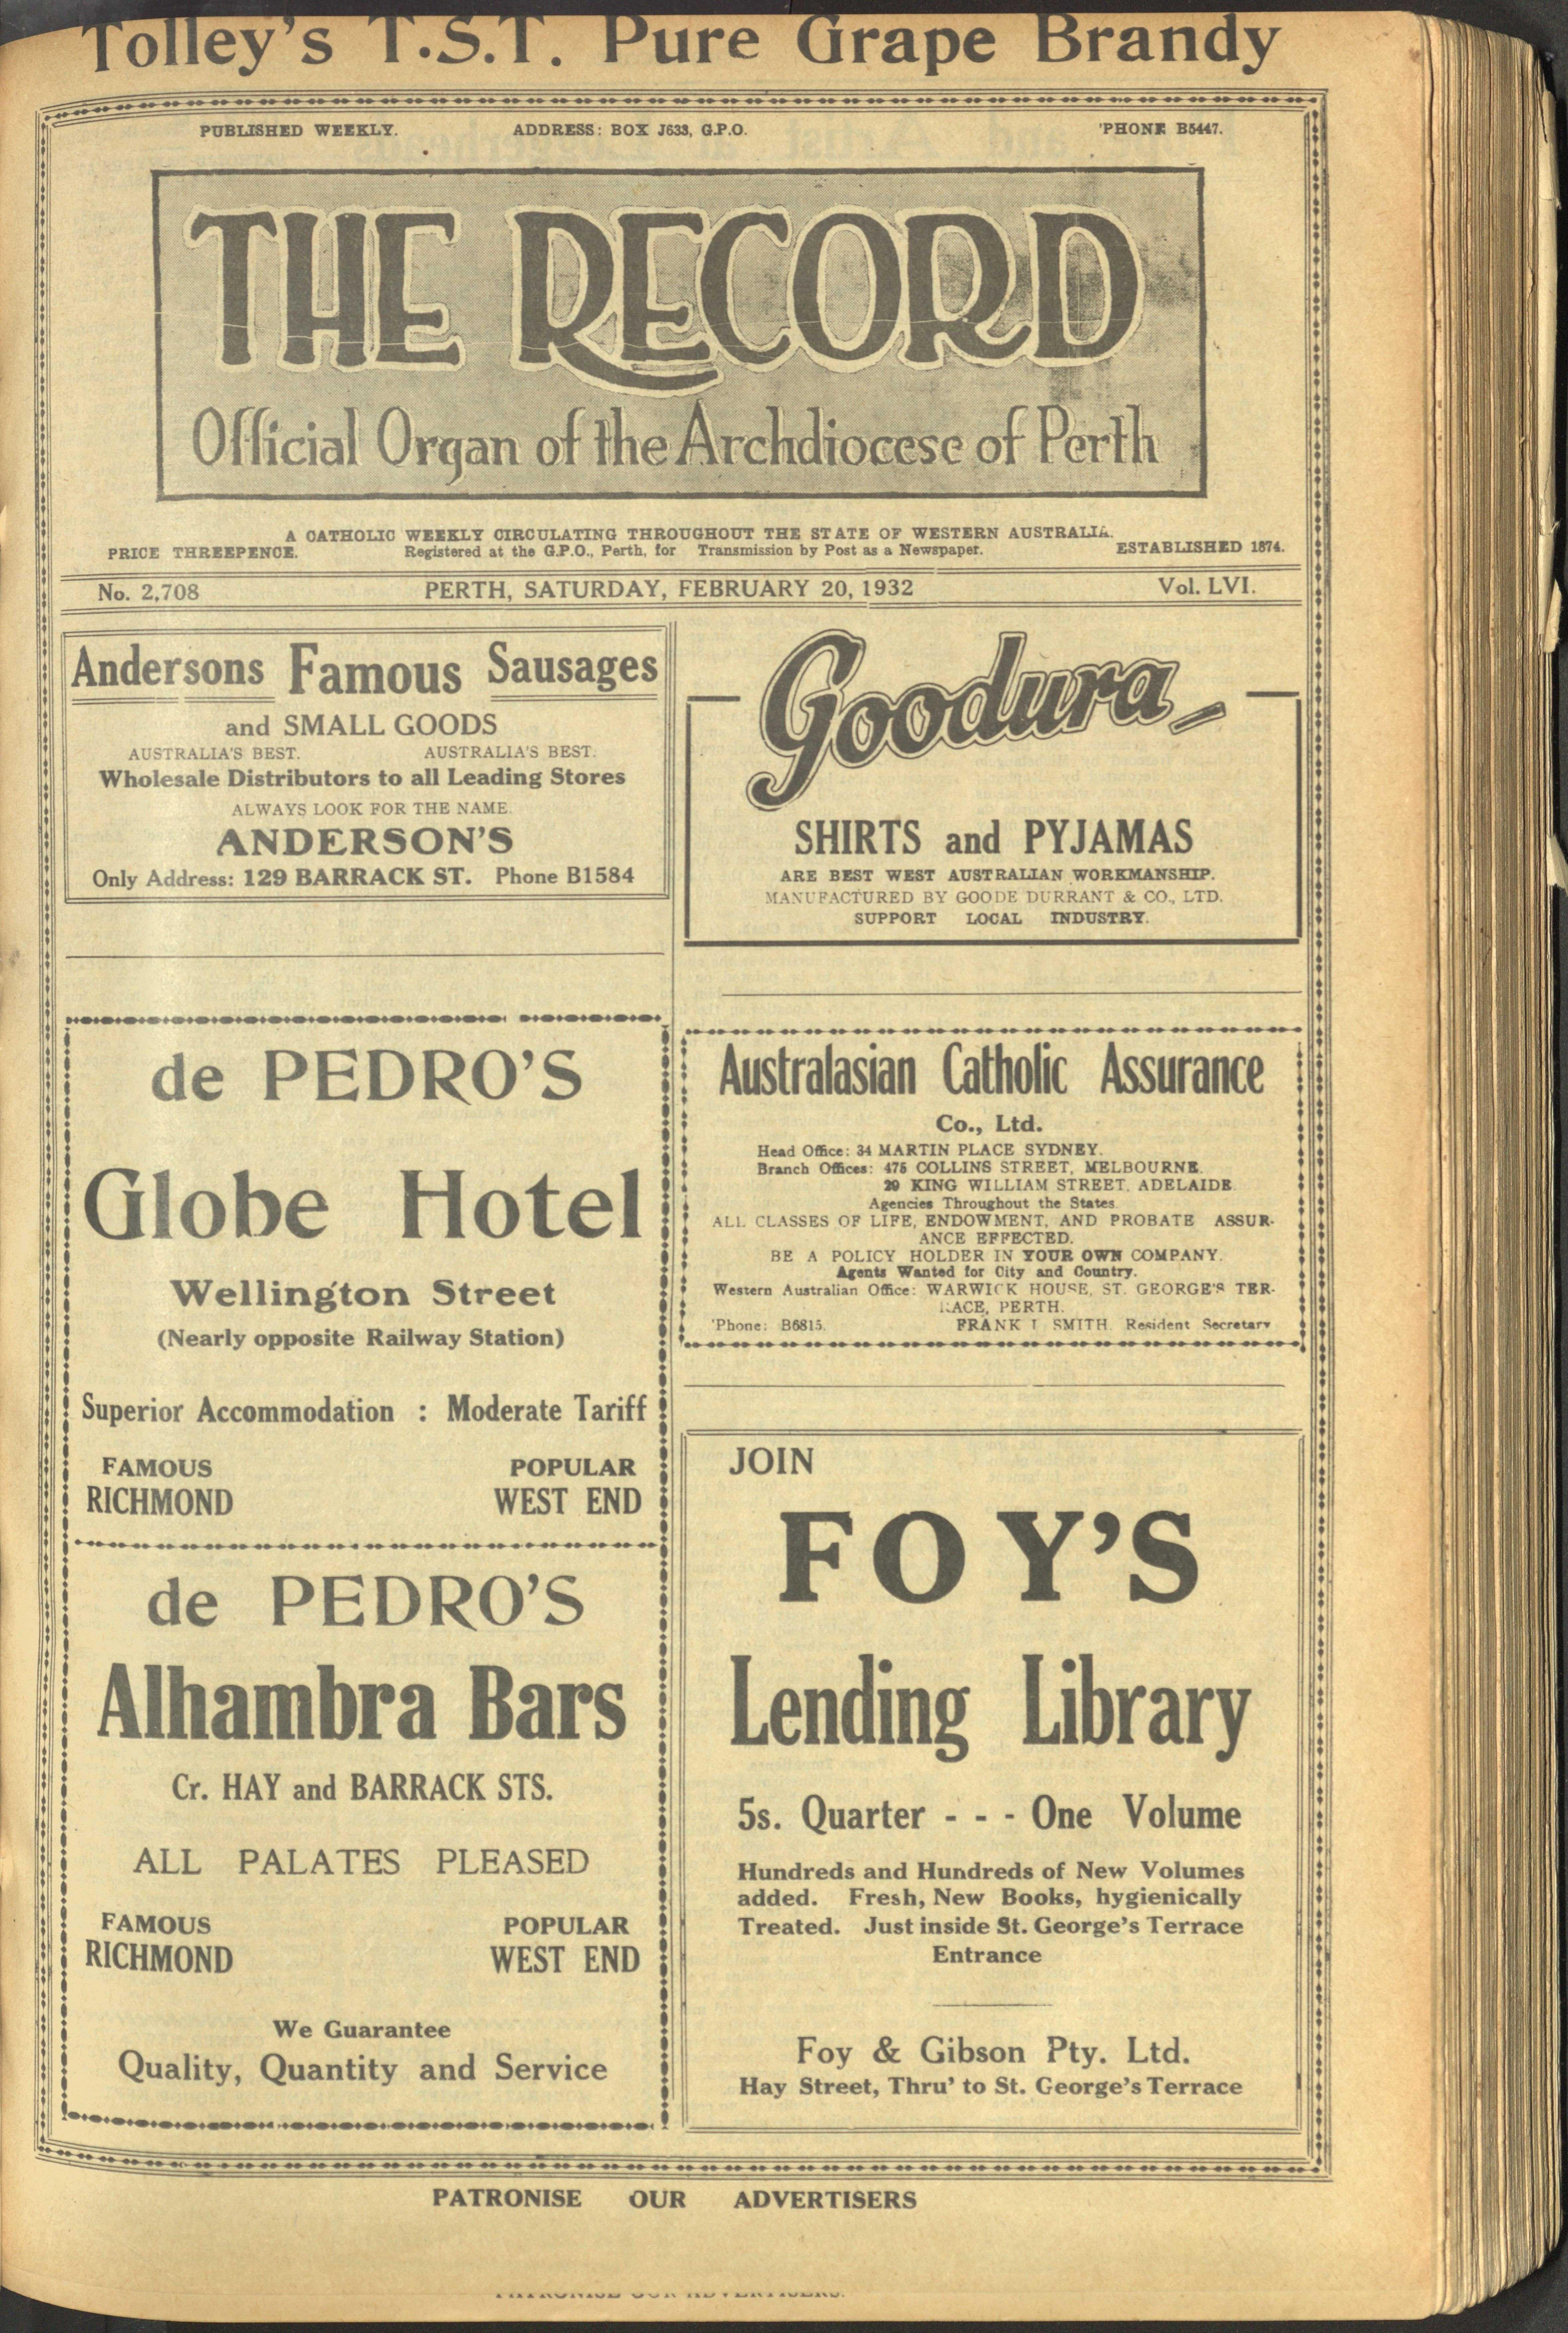 Tolley's T.S.T. Pure Grape Brandy
PUBLISHED WEEKLY. ADDRESS: BOX J633, G.P.O. 'PHONE B5447.
THE RECORD
Official Organ of the Archdiocese of Perth
A CATHOLIC WEEKLY CIRCULATING THROUGHOUT THE STATE OF WESTERN AUSTRALIA.
PRICE THREEPENCE. Registered at the G.P.O., Perth, for Transmission by Post as a Newspaper. ESTABLISHED 1874.
No. 2,708 PERTH, SATURDAY, FEBRUARY 20, 1932 Vol. LVI.
Andersons Famous Sausages
and SMALL GOODS
AUSTRALIA'S BEST. AUSTRALIA'S BEST.
Wholesale Distributors to all Leading Stores
ALWAYS LOOK FOR THE NAME.
ANDERSON'S
Only Address: 129 BARRACK ST. Phone B1584
de PEDRO'S
Globe Hotel
Wellington Street
(Nearly opposite Railway Station)
Superior Accommodation : Moderate Tariff
FAMOUS POPULAR
RICHMOND WEST END
de PEDRO'S
Alhambra Bars
Cr. HAY and BARRACK STS.
ALL PALATES PLEASED
FAMOUS POPULAR
RICHMOND WEST END
We Guarantee
Quality, Quantity and Service
Goodura
SHIRTS and PYJAMAS
ARE BEST WEST AUSTRALIAN WORKMANSHIP.
MANUFACTURED BY GOODE DURRANT & CO., LTD.
SUPPORT LOCAL INDUSTRY.
Australasian Catholic Assurance
Co., Ltd.
Head Office: 34 MARTIN PLACE SYDNEY.
Branch Offices: 475 COLLINS STREET, MELBOURNE.
29 KING WILLIAM STREET, ADELAIDE
Agencies Throughout the States.
ALL CLASSES OF LIFE, ENDOWMENT, AND PROBATE ASSUR-
ANCE EFFECTED.
BE A POLICY HOLDER IN YOUR OWN COMPANY.
Agents Wanted for City and Country.
Western Australian Office: WARWICK HOUSE, ST. GEORGE'S TER-
RACE, PERTH.
'Phone: B6815. FRANK J. SMITH, Resident Secretary
JOIN
FOY'S
Lending Library
5s. Quarter - - - One Volume
Hundreds and Hundreds of New Volumes
added. Fresh, New Books, hygienically
Treated. Just inside St. George's Terrace
Entrance
Foy & Gibson Pty. Ltd.
Hay Street, Thru' to St. George's Terrace
PATRONISE OUR ADVERTISERS